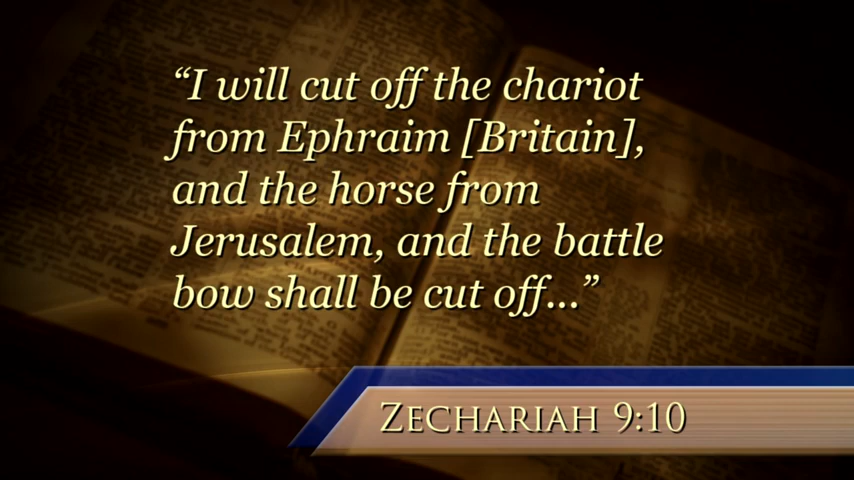 “I will cut off the chariot
from Ephraim [Britain],
and the horse from
Jerusalem, and the battle
bow shall be cut off...”
ZECHARIAH 9:10